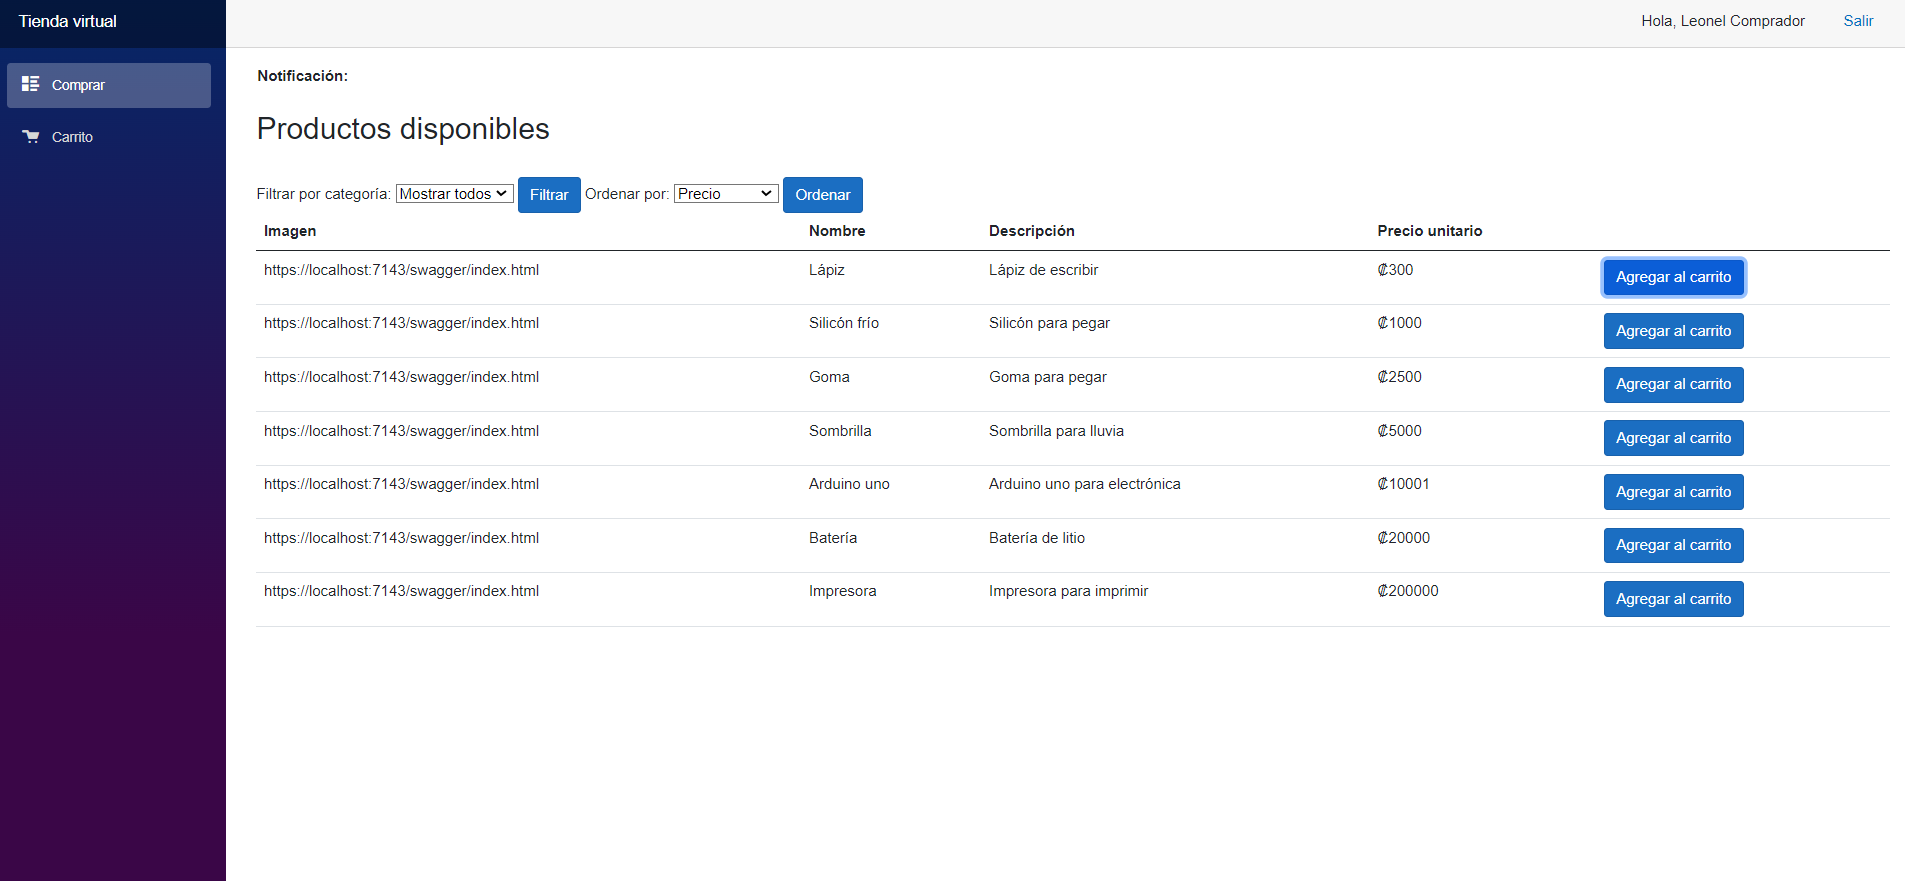 Tienda virtual
Hola, Leonel Comprador Salir
Comprar
Carrito
Notificación:
Productos disponibles
Filtrar por categoría: Mostrar todos Filtrar Ordenar por: Precio Ordenar
Imagen Nombre Descripción Precio unitario
https://localhost:7143/swagger/index.html Lápiz Lápiz de escribir ₡300 Agregar al carrito
https://localhost:7143/swagger/index.html Silicón frío Silicón para pegar ₡1000 Agregar al carrito
https://localhost:7143/swagger/index.html Goma Goma para pegar ₡2500 Agregar al carrito
https://localhost:7143/swagger/index.html Sombrilla Sombrilla para lluvia ₡5000 Agregar al carrito
https://localhost:7143/swagger/index.html Arduino uno Arduino uno para electrónica ₡10001 Agregar al carrito
https://localhost:7143/swagger/index.html Batería Batería de litio ₡20000 Agregar al carrito
https://localhost:7143/swagger/index.html Impresora Impresora para imprimir ₡200000 Agregar al carrito